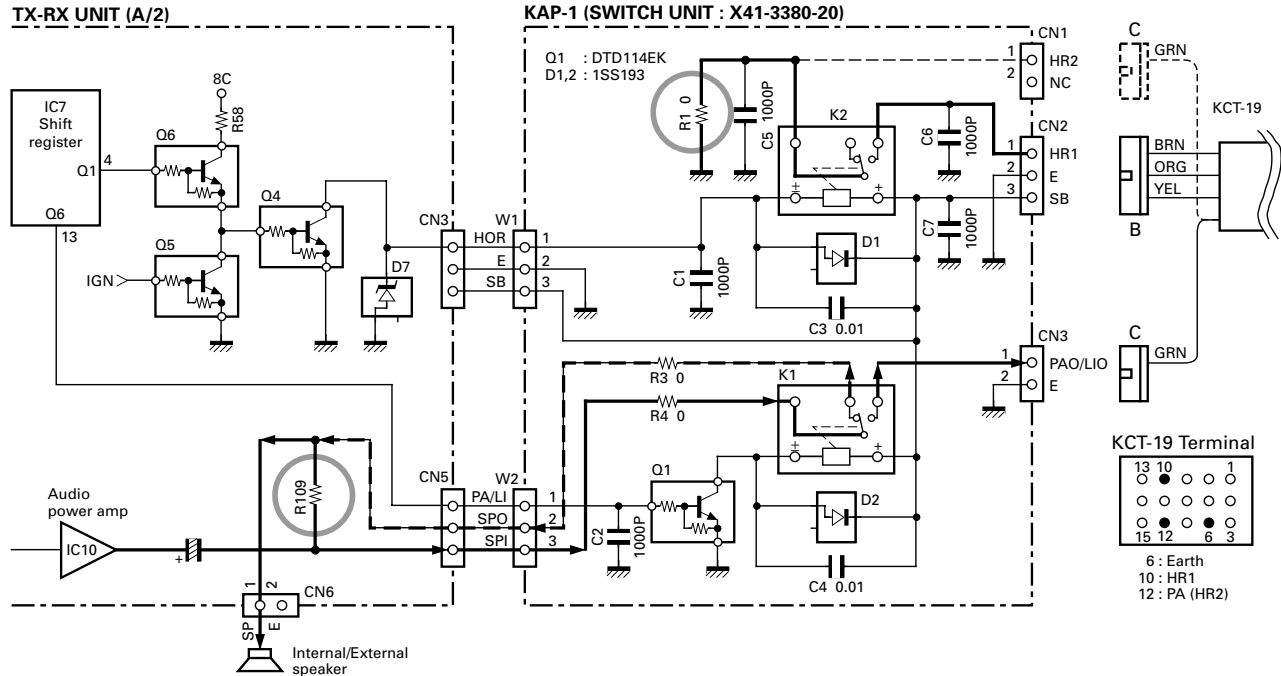 TX-RX UNIT (A/2)
KAP-1 (SWITCH UNIT : X41-3380-20)
IC7
Shift
register
Q1
4
Q6
13
8C
R58
Q6
Q5
IGN
Q4
D7
CN3
HOR
E
SB
W1
1
2
3
Q1 : DTD114EK
D1,2 : 1SS193
R1 0
C5
1000P
K2
C6
1000P
±
+
C1
1000P
D1
C3 0.01
C7
1000P
CN1
1
HR2
2
NC
CN2
1
HR1
2
E
3
SB
CN3
1
PAO/LIO
2
E
C
GRN
KCT-19
BRN
ORG
YEL
B
C
GRN
R3 0
R4 0
K1
±
+
Q1
D2
C4 0.01
C2
1000P
CN5
PA/LI
SPO
SPI
W2
1
2
3
R109
Audio
power amp
IC10
+
1
2
CN6
SP
E
Internal/External
speaker
KCT-19 Terminal
13 10 1
15 12 6 3
6 : Earth
10 : HR1
12 : PA (HR2)